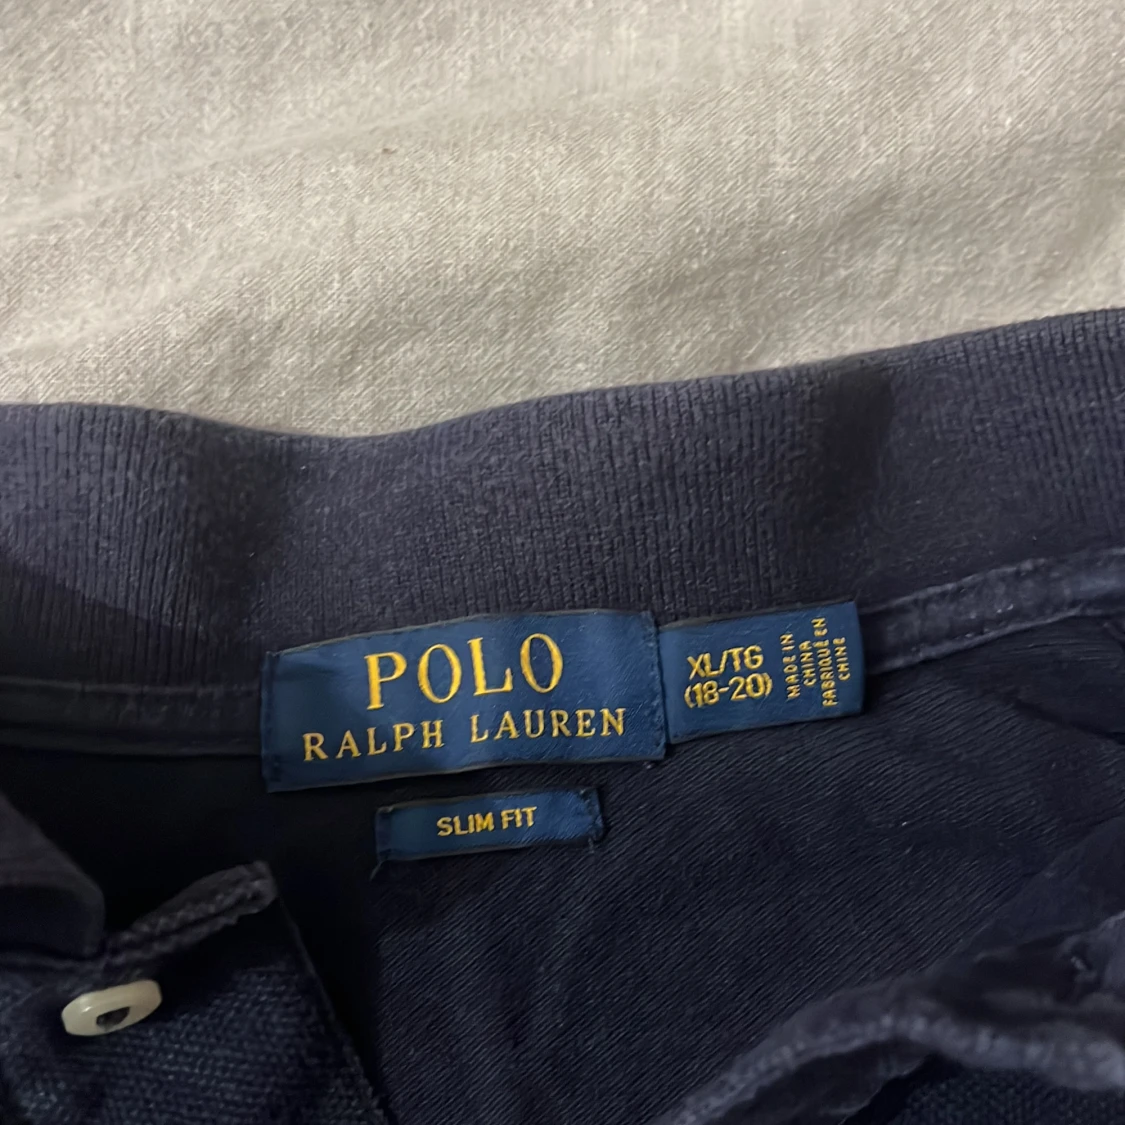 POLO
RALPH LAUREN
XL/TG
(18-20)
MADE IN
CHINA
FABRIQUÉ EN
CHINE
SLIM FIT